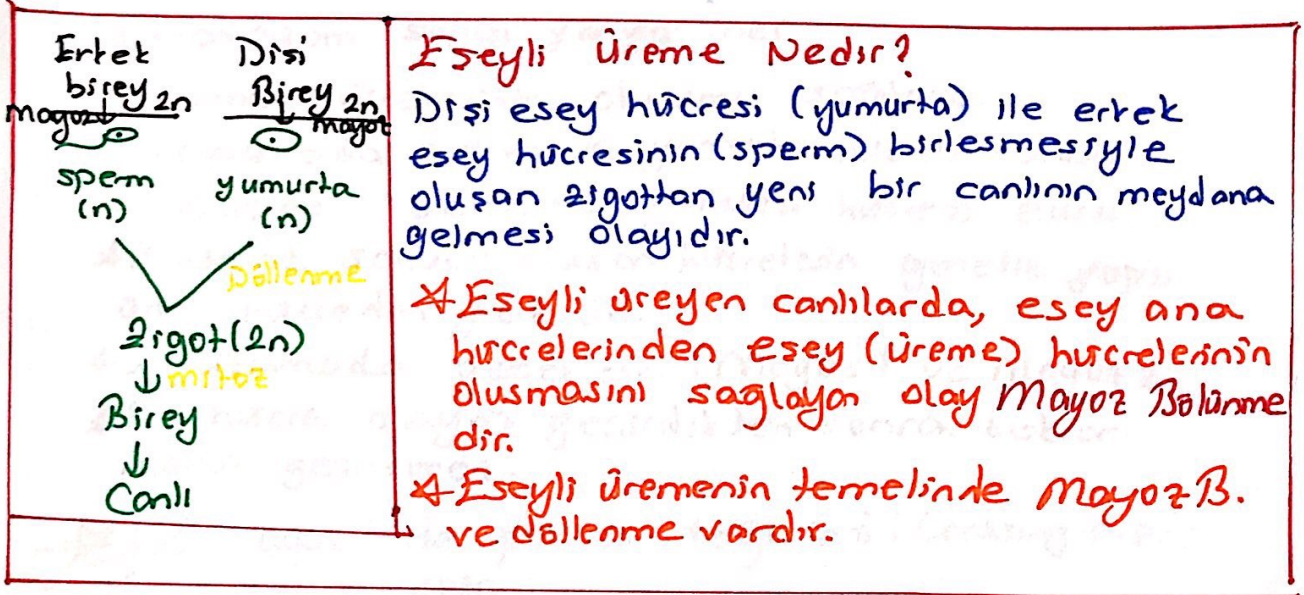 Erkek Dişi
birey 2n Birey 2n
mayoz mayoz
sperm yumurta
(n) (n)
Döllenme
zigot (2n)
mitoz
Birey
Canlı
Eşeyli üreme Nedir?
Dişi eşey hücresi (yumurta) ile erkek
eşey hücresinin (sperm) birleşmesiyle
oluşan zigottan yeni bir canlının meydana
gelmesi olayıdır.
Eşeyli üreyen canlılarda, eşey ana
hücrelerinden eşey (üreme) hücrelerinin
oluşmasını sağlayan olay Mayoz Bölünme
dir.
Eşeyli üremenin temelinde Mayoz B.
ve döllenme vardır.